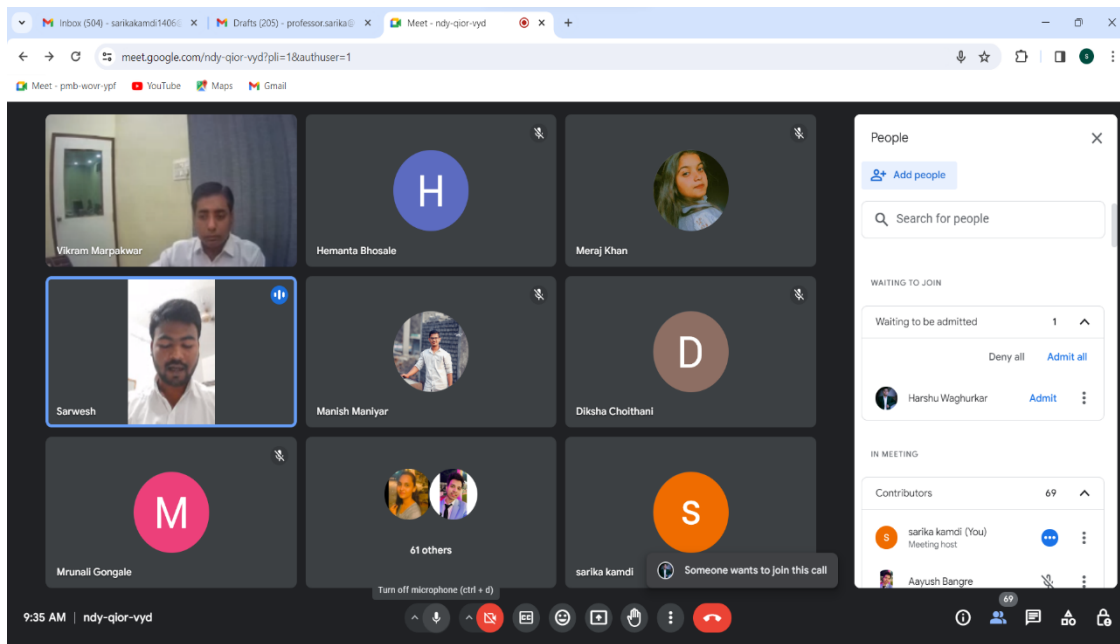 Inbox (504) - sarikakamdi1406
Drafts (205) - professor.sarika@
Meet - ndy-qior-vyd
meet.google.com/ndy-qior-vyd?pli=1&authuser=1
S
Meet - pmb-wovr-ypf
YouTube
Maps
Gmail
Vikram Marpakwar
H
Hemanta Bhosale
Meraj Khan
Sarwesh
Manish Maniyar
D
Diksha Choithani
M
Mrunali Gongale
61 others
S
sarika kamdi
Someone wants to join this call
Turn off microphone (ctrl + d)
People
Add people
Search for people
WAITING TO JOIN
Waiting to be admitted 1
Deny all Admit all
Harshu Waghurkar Admit
IN MEETING
Contributors 69
S
sarika kamdi (You)
Meeting host
Aayush Bangre
9:35 AM | ndy-qior-vyd
CC
69